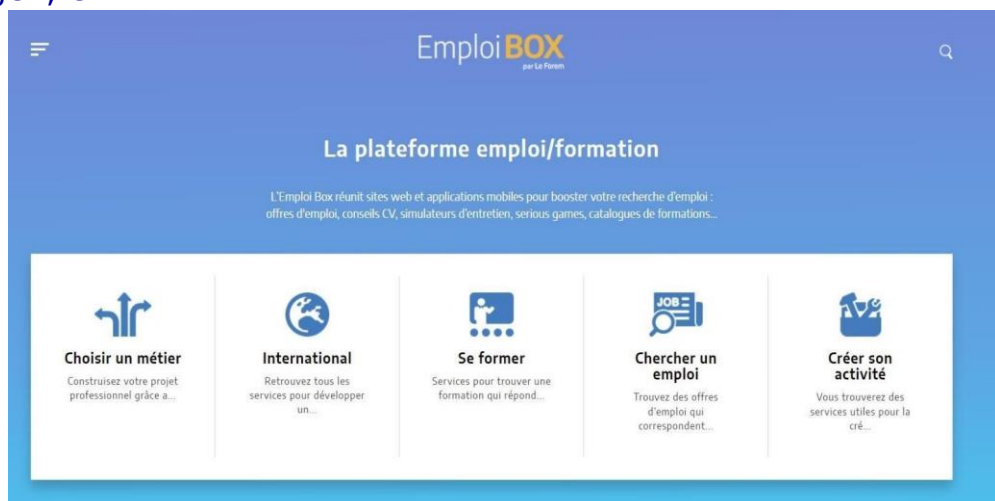 Emploi BOX
par Le Forem
La plateforme emploi/formation
L'Emploi Box réunit sites web et applications mobiles pour booster votre recherche d'emploi :
offres d'emploi, conseils CV, simulateurs d'entretien, serious games, catalogues de formations...
Choisir un métier
Construisez votre projet
professionnel grâce a...
International
Retrouvez tous les
services pour développer
un...
Se former
Services pour trouver une
formation qui répond...
JOB
Chercher un
emploi
Trouvez des offres
d'emploi qui
correspondent...
Créer son
activité
Vous trouverez des
services utiles pour la
cré...